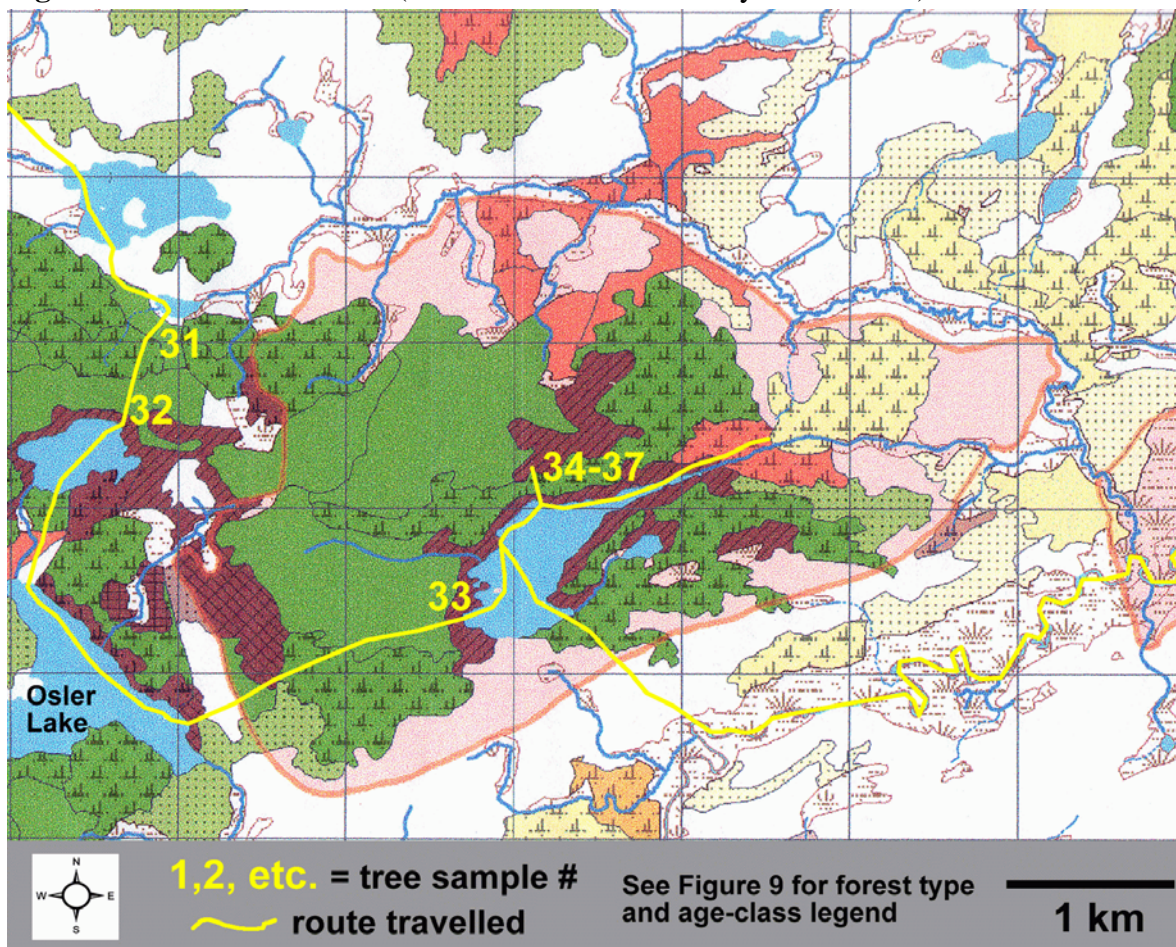 31
32
34-37
33
Osler
Lake
N
W E
S
1,2, etc. = tree sample #
route travelled
See Figure 9 for forest type
and age-class legend
1 km